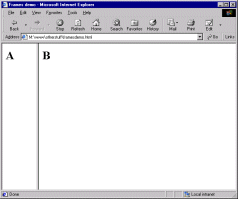 Frames demo - Microsoft Internet Explorer
File Edit View Favorites Tools Help
Back Forward Stop Refresh Home Search Favorites History Mail Print Edit
Address Go Links
A B
Done Local intranet